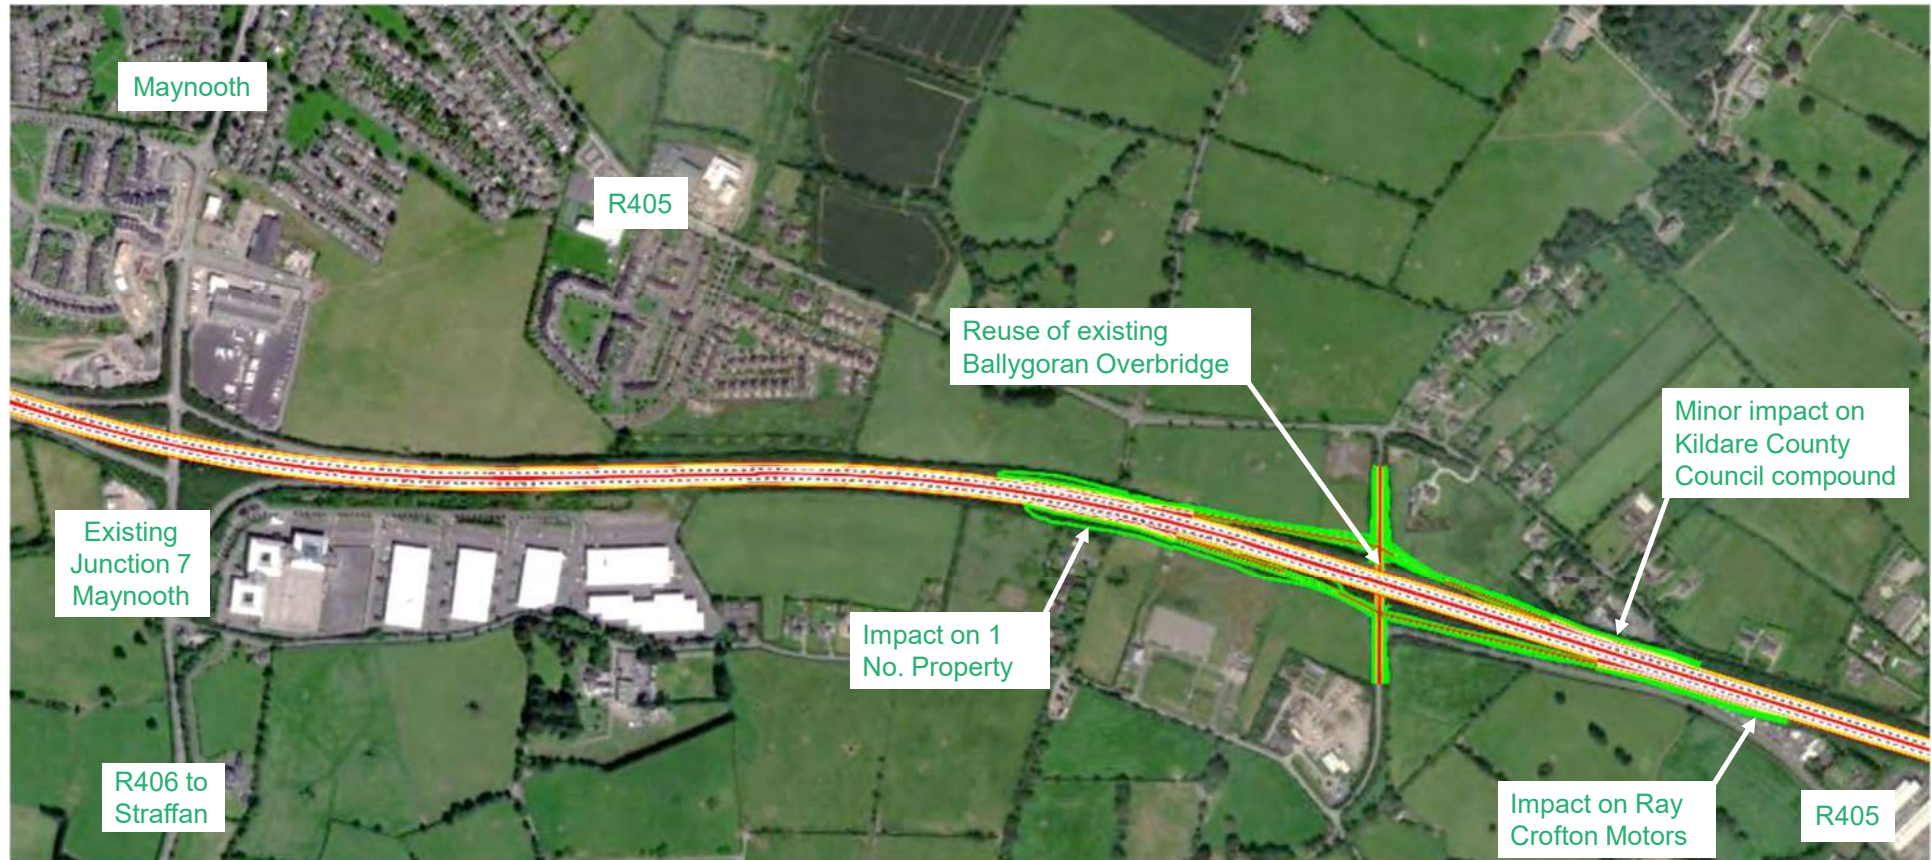 Maynooth
R405
Reuse of existing
Ballygoran Overbridge
Minor impact on
Kildare County
Council compound
Existing
Junction 7
Maynooth
Impact on 1
No. Property
R406 to
Straffan
Impact on Ray
Crofton Motors
R405